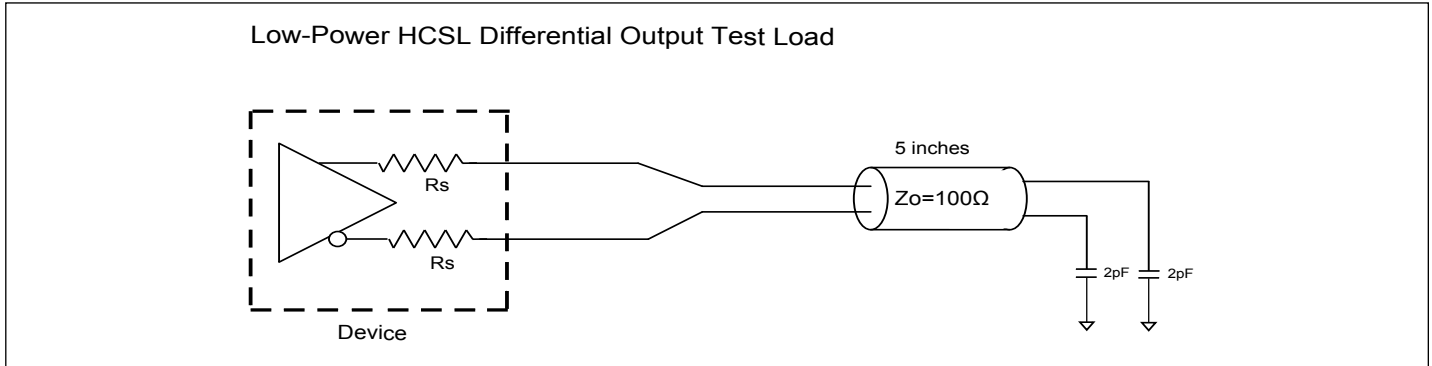 Low-Power HCSL Differential Output Test Load
5 inches
Rs
Zo=100Ω
Rs
2pF
2pF
Device